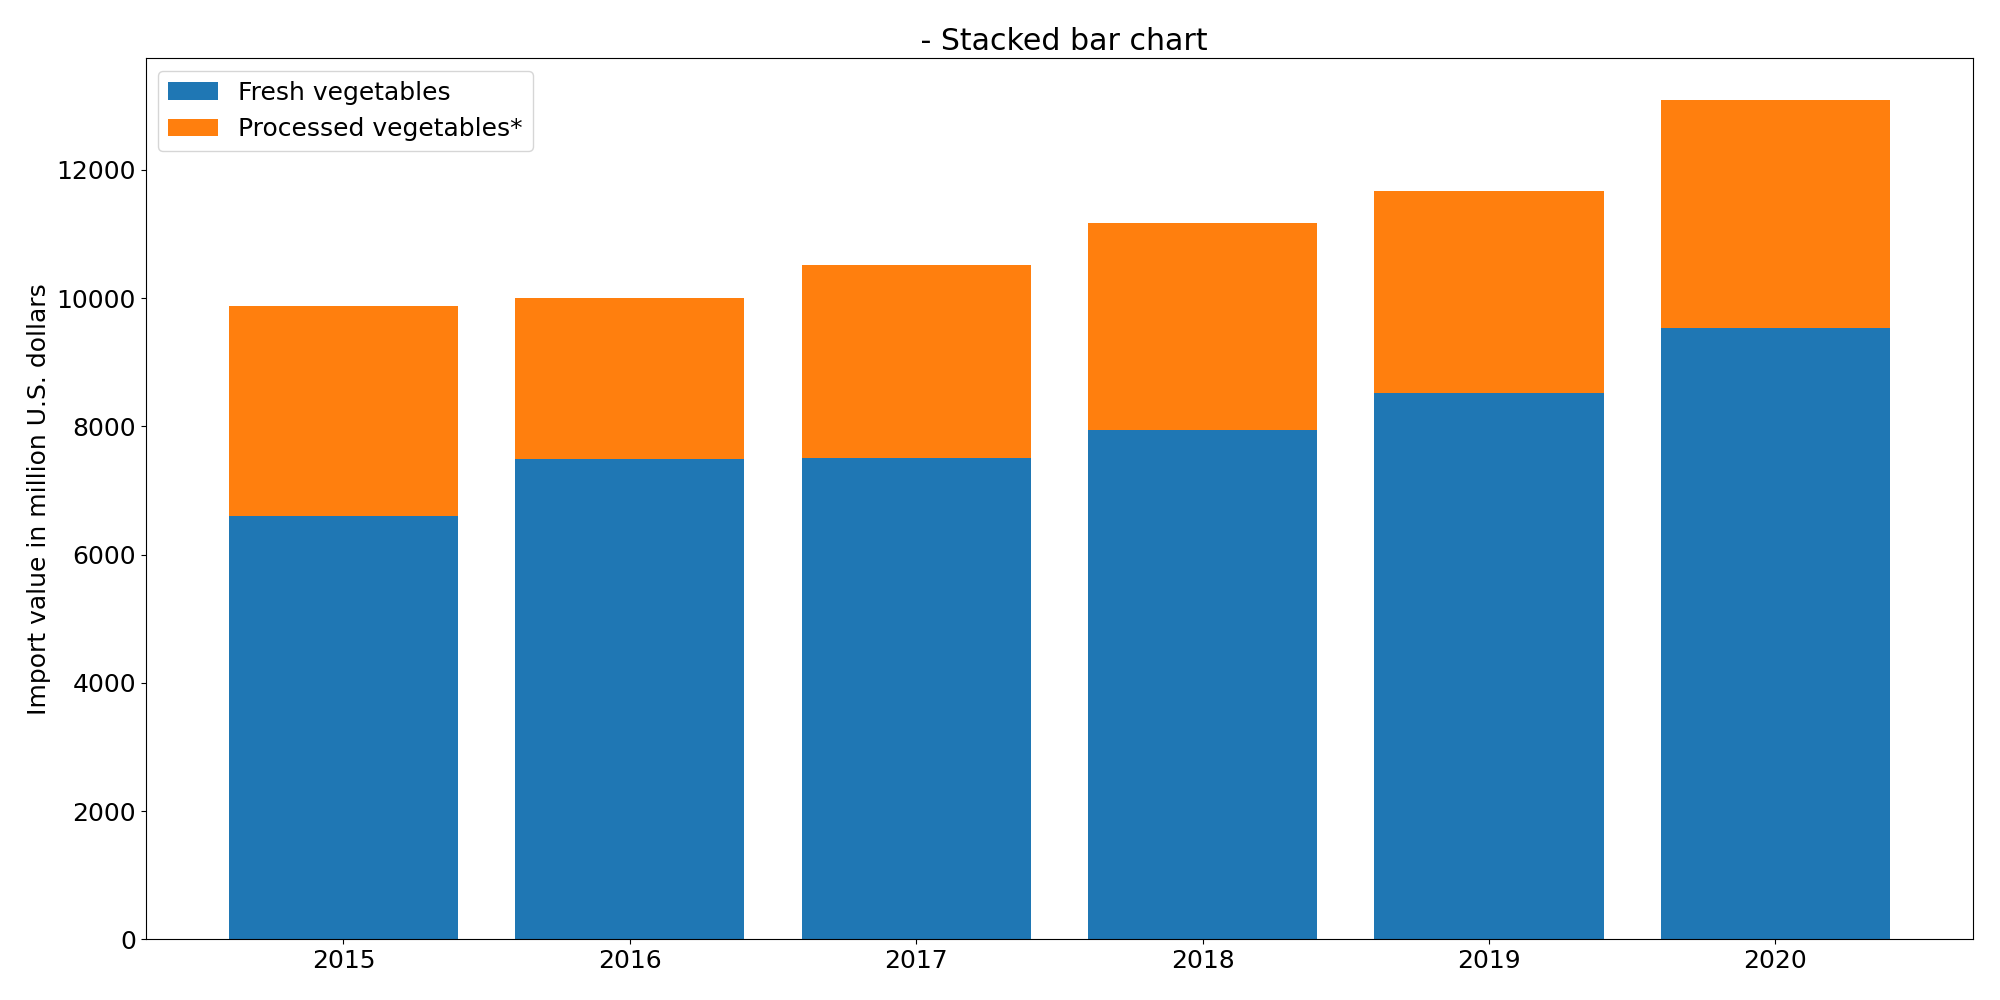 - Stacked bar chart
Fresh vegetables
Processed vegetables*
Import value in million U.S. dollars
12000
10000
8000
6000
4000
2000
0
2015 2016 2017 2018 2019 2020